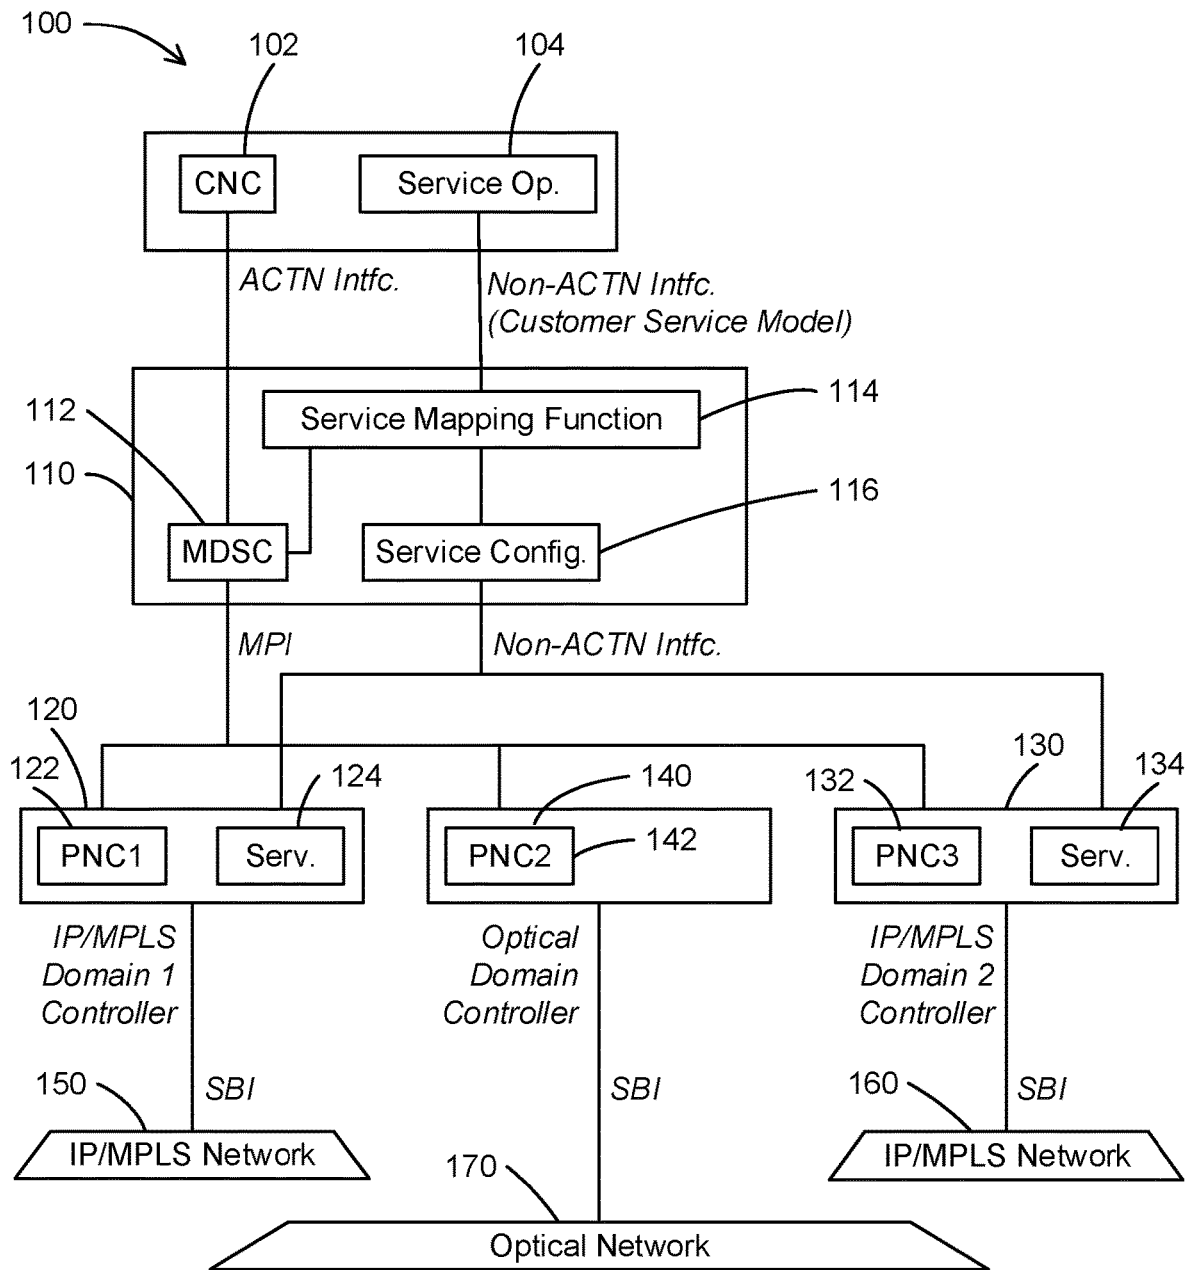 100
102
104
CNC
Service Op.
ACTN Intfc.
Non-ACTN Intfc.
(Customer Service Model)
112
114
Service Mapping Function
110
116
MDSC
Service Config.
MPI
Non-ACTN Intfc.
120
122
124
140
142
130
132
134
PNC1
Serv.
PNC2
PNC3
Serv.
IP/MPLS
Domain 1
Controller
Optical
Domain
Controller
IP/MPLS
Domain 2
Controller
150
SBI
SBI
160
SBI
IP/MPLS Network
IP/MPLS Network
170
Optical Network